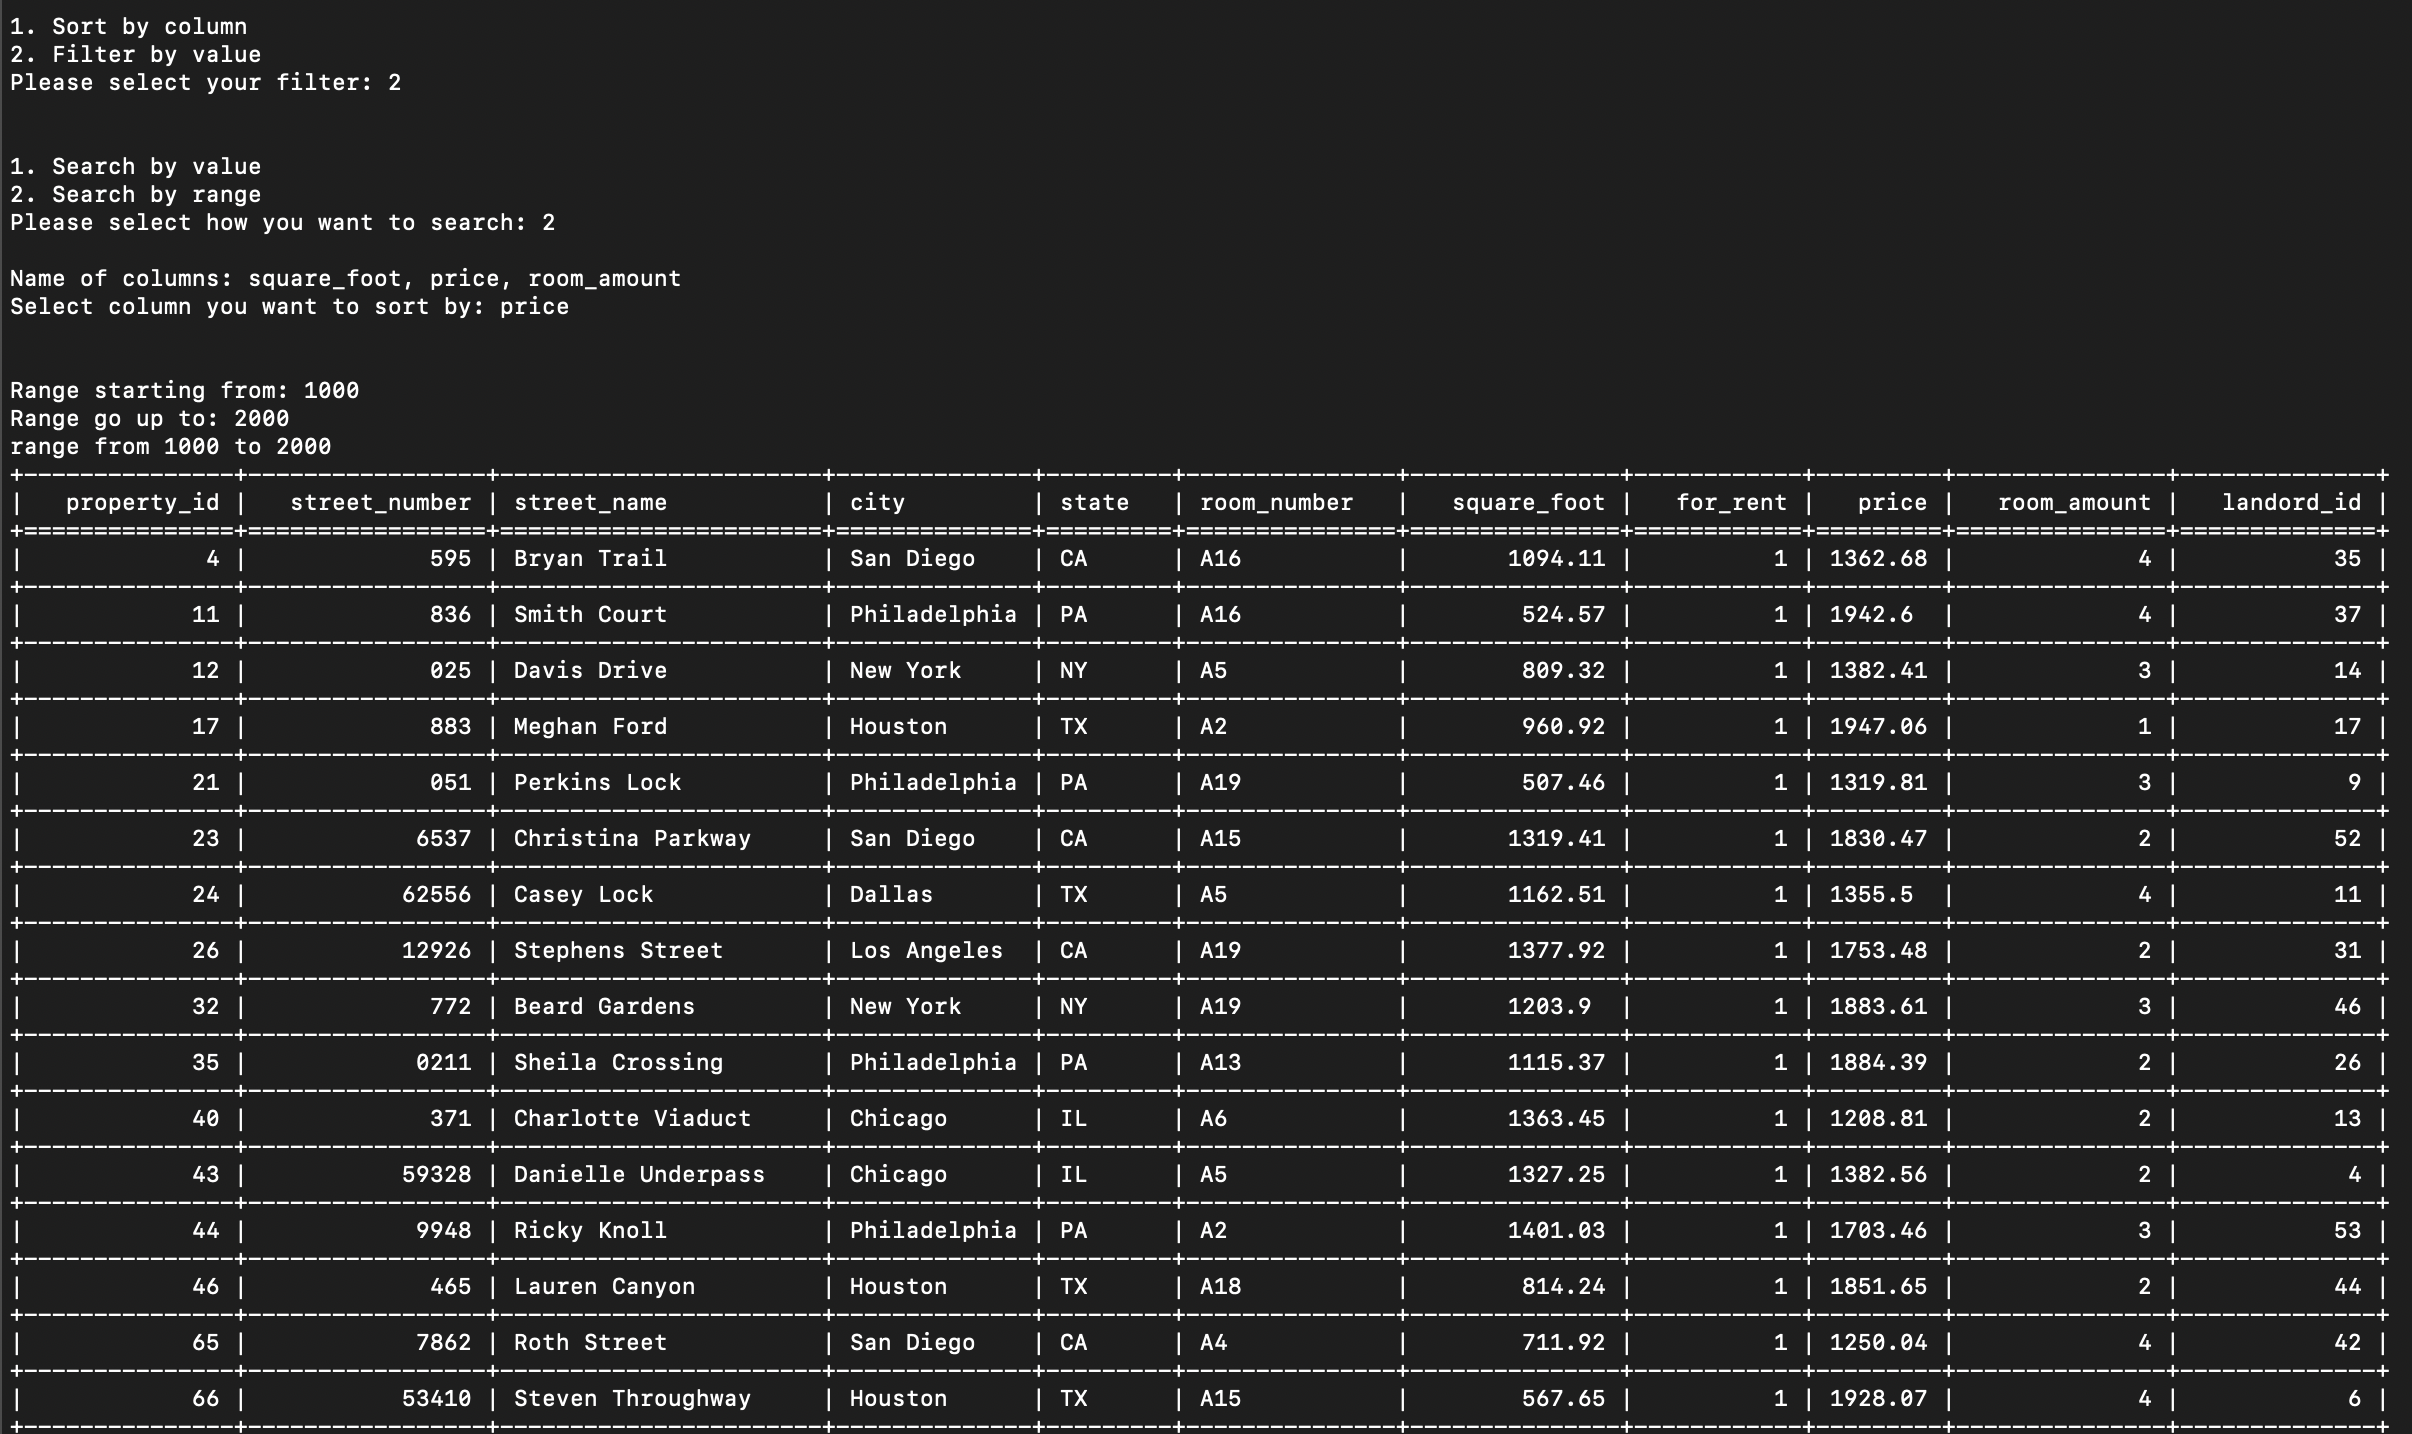 1. Sort by column
2. Filter by value
Please select your filter: 2
1. Search by value
2. Search by range
Please select how you want to search: 2
Name of columns: square_foot, price, room_amount
Select column you want to sort by: price
Range starting from: 1000
Range go up to: 2000
range from 1000 to 2000
| property_id | street_number | street_name | city | state | room_number | square_foot | for_rent | price | room_amount | landord_id |
| 4 | 595 | Bryan Trail | San Diego | CA | A16 | 1094.11 | 1 | 1362.68 | 4 | 35 |
| 11 | 836 | Smith Court | Philadelphia | PA | A16 | 524.57 | 1 | 1942.6 | 4 | 37 |
| 12 | 025 | Davis Drive | New York | NY | A5 | 809.32 | 1 | 1382.41 | 3 | 14 |
| 17 | 883 | Meghan Ford | Houston | TX | A2 | 960.92 | 1 | 1947.06 | 1 | 17 |
| 21 | 051 | Perkins Lock | Philadelphia | PA | A19 | 507.46 | 1 | 1319.81 | 3 | 9 |
| 23 | 6537 | Christina Parkway | San Diego | CA | A15 | 1319.41 | 1 | 1830.47 | 2 | 52 |
| 24 | 62556 | Casey Lock | Dallas | TX | A5 | 1162.51 | 1 | 1355.5 | 4 | 11 |
| 26 | 12926 | Stephens Street | Los Angeles | CA | A19 | 1377.92 | 1 | 1753.48 | 2 | 31 |
| 32 | 772 | Beard Gardens | New York | NY | A19 | 1203.9 | 1 | 1883.61 | 3 | 46 |
| 35 | 0211 | Sheila Crossing | Philadelphia | PA | A13 | 1115.37 | 1 | 1884.39 | 2 | 26 |
| 40 | 371 | Charlotte Viaduct | Chicago | IL | A6 | 1363.45 | 1 | 1208.81 | 2 | 13 |
| 43 | 59328 | Danielle Underpass | Chicago | IL | A5 | 1327.25 | 1 | 1382.56 | 2 | 4 |
| 44 | 9948 | Ricky Knoll | Philadelphia | PA | A2 | 1401.03 | 1 | 1703.46 | 3 | 53 |
| 46 | 465 | Lauren Canyon | Houston | TX | A18 | 814.24 | 1 | 1851.65 | 2 | 44 |
| 65 | 7862 | Roth Street | San Diego | CA | A4 | 711.92 | 1 | 1250.04 | 4 | 42 |
| 66 | 53410 | Steven Throughway | Houston | TX | A15 | 567.65 | 1 | 1928.07 | 4 | 6 |